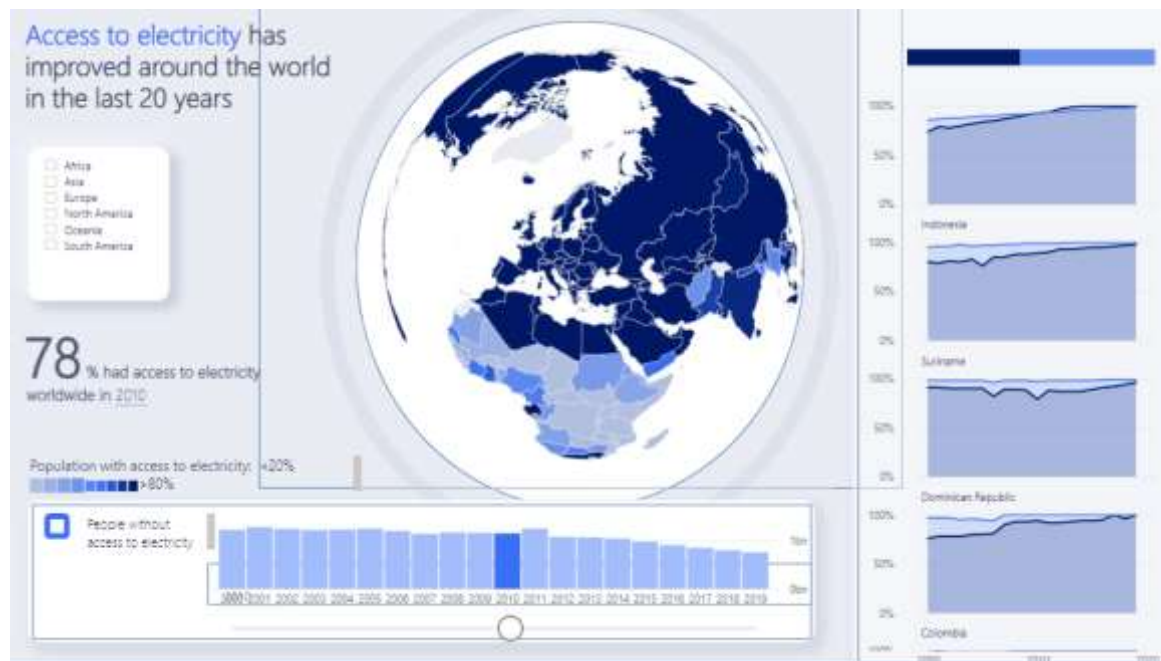 Access to electricity has
improved around the world
in the last 20 years
Africa
Asia
Europe
North America
Oceania
South America
78 % had access to electricity
worldwide in 2010
Population with access to electricity: <20%
>80%
People without
access to electricity
1bn
0bn
2000 2001 2002 2003 2004 2005 2006 2007 2008 2009 2010 2011 2012 2013 2014 2015 2016 2017 2018 2019
100%
50%
0%
Indonesia
100%
50%
0%
Suriname
100%
50%
0%
Dominican Republic
100%
50%
0%
Colombia